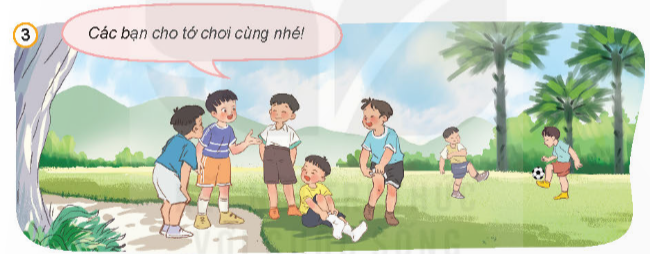 3
Các bạn cho tớ chơi cùng nhé!